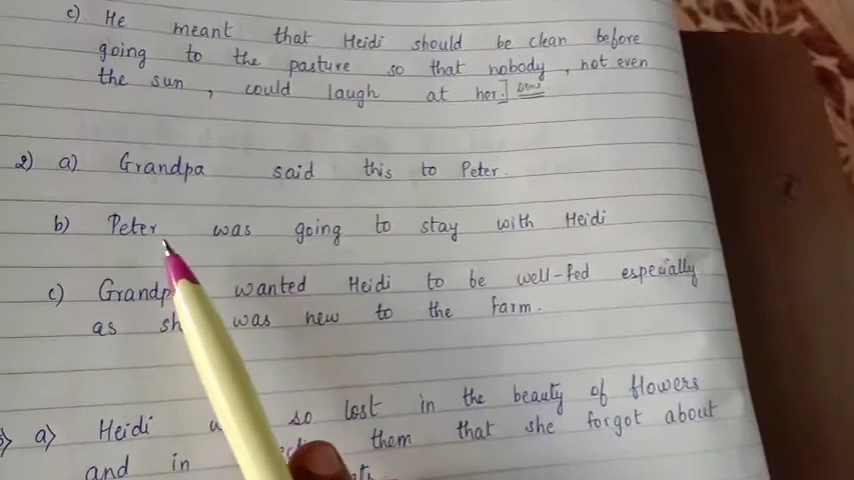 c) He meant that Heidi should be clean before
going to the pasture so that nobody, not even
the sun, could laugh at her.]
2) a) Grandpa said this to Peter.
b) Peter was going to stay with Heidi
c) wanted Heidi to be well-fed especially
as was new to the farm.
a) Heidi so lost in the beauty of flowers
and in them that she forgot about